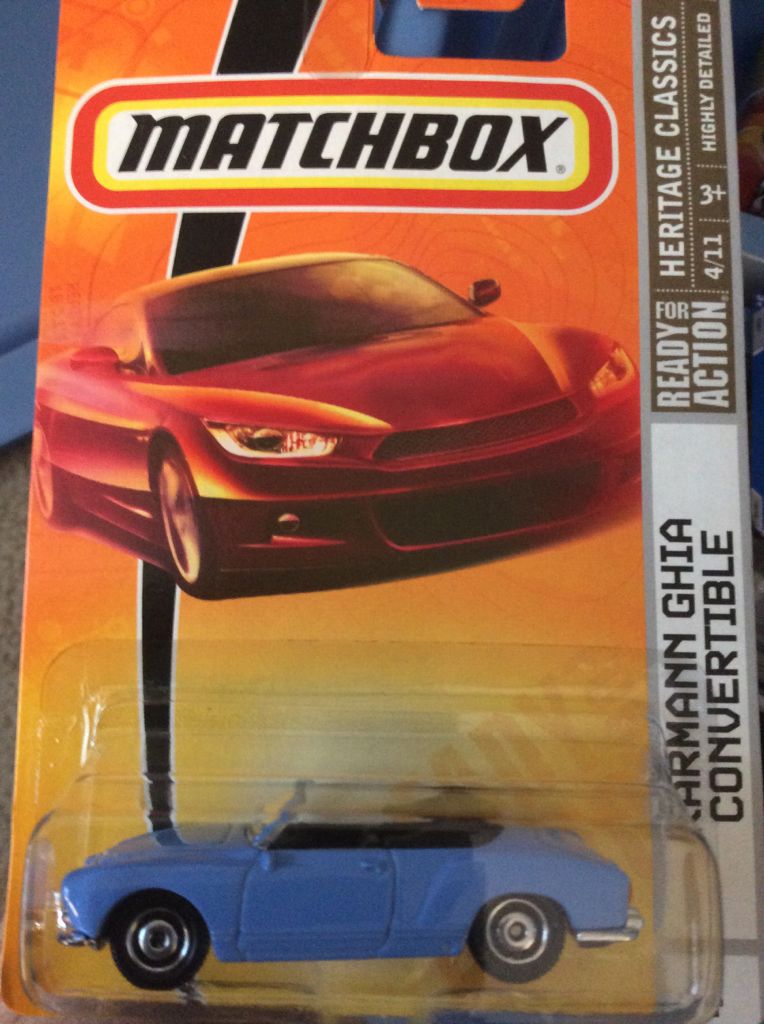 MATCHBOX®
HERITAGE CLASSICS
HIGHLY DETAILED
READY FOR ACTION®
4/11
3+
ARMANN GHIA
CONVERTIBLE